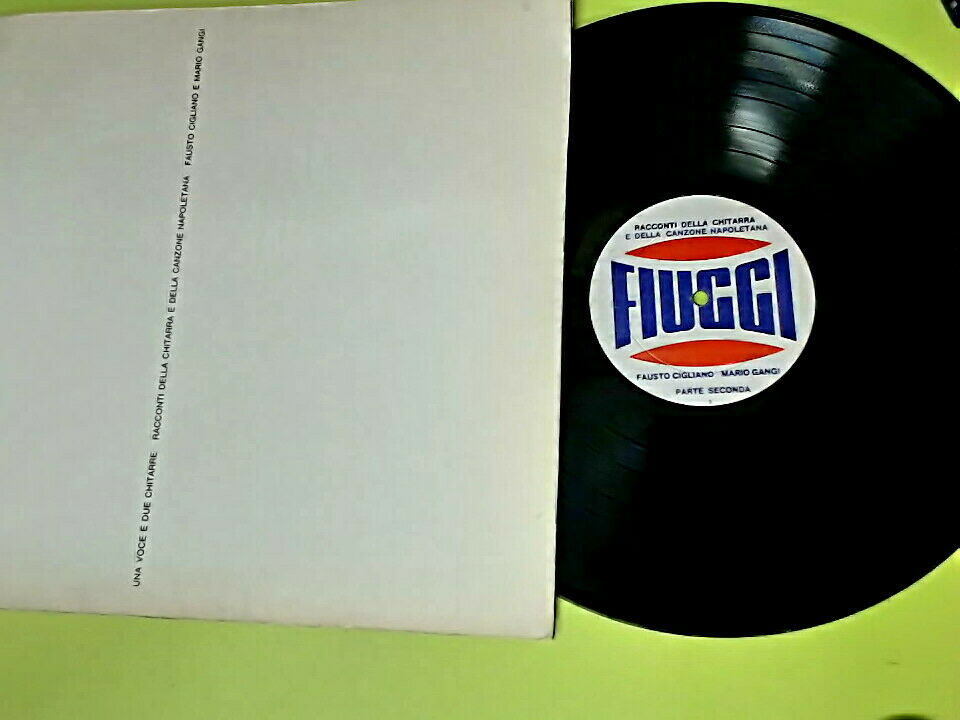 UNA VOCE E DUE CHITARRE RACCONTI DELLA CHITARRA E DELLA CANZONE NAPOLETANA FAUSTO CIGLIANO E MARIO GANGI
RACCONTI DELLA CHITARRA
E DELLA CANZONE NAPOLETANA
FIUGGI
FAUSTO CIGLIANO MARIO GANGI
PARTE SECONDA